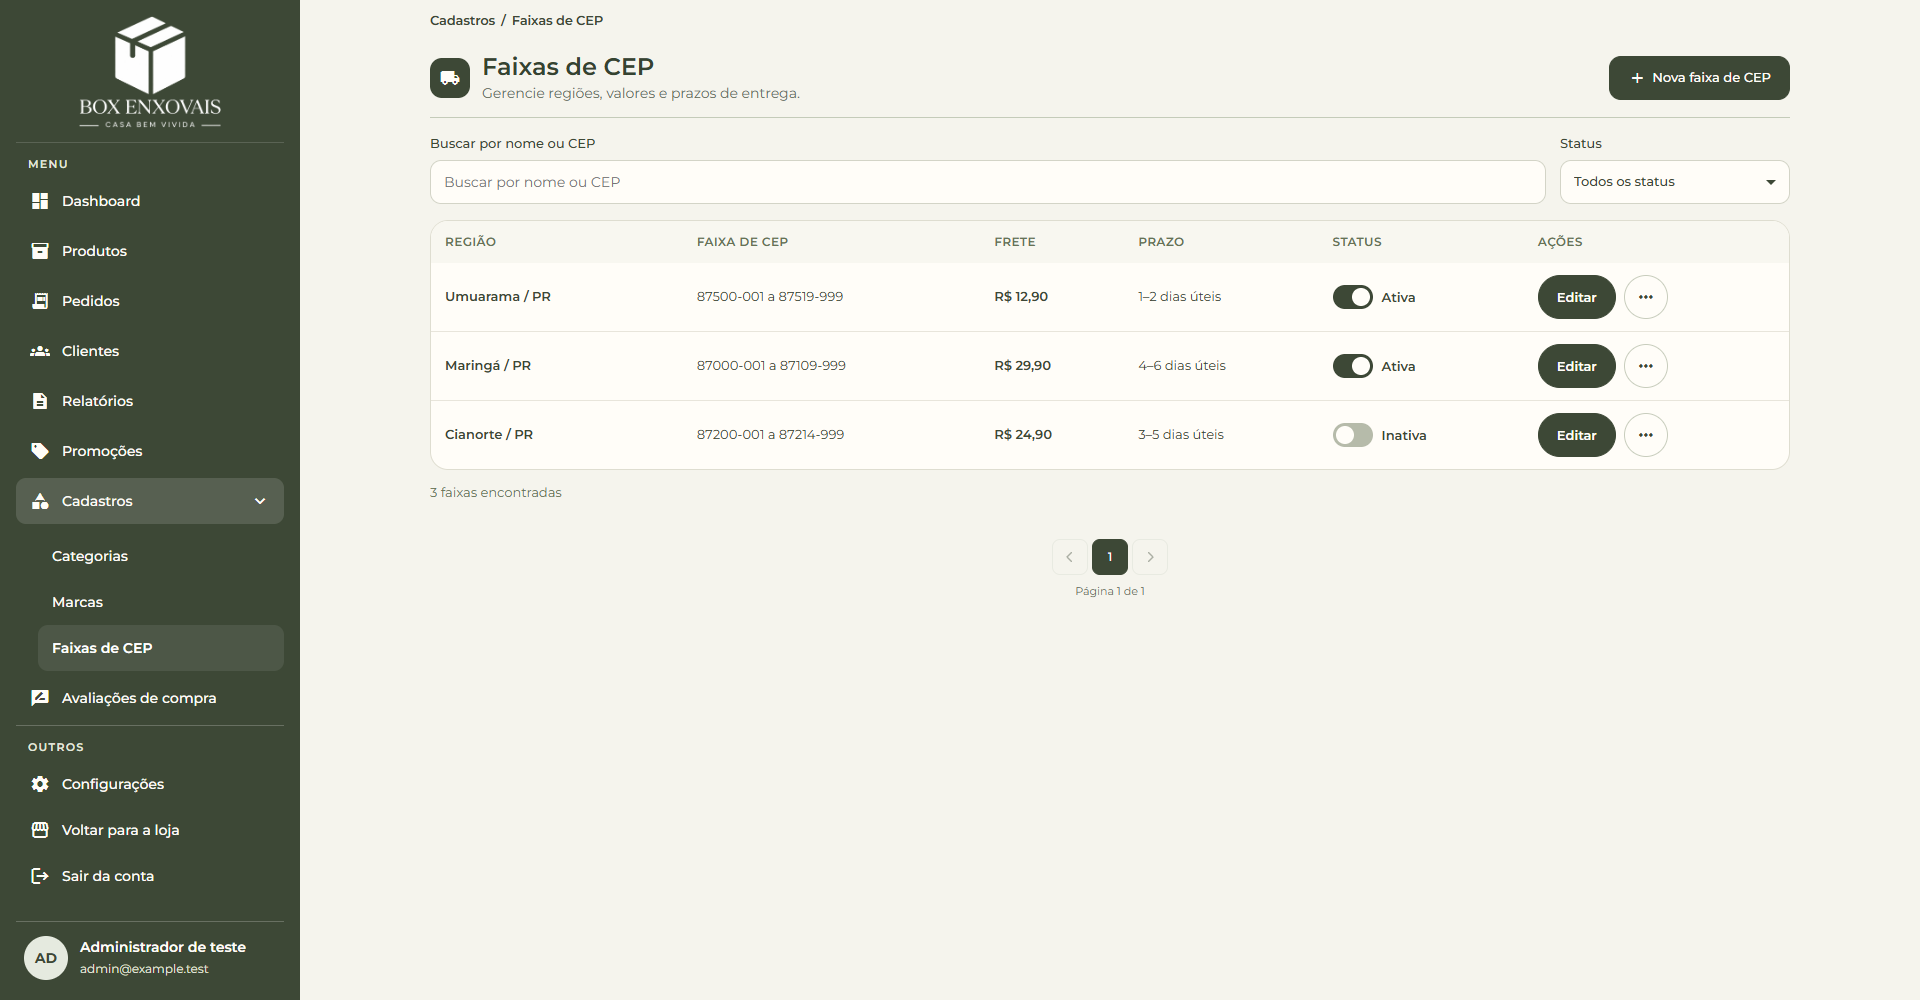 BOX ENXOVAIS
CASA BEM VIVIDA
MENU
Dashboard
Produtos
Pedidos
Clientes
Relatórios
Promoções
Cadastros
Categorias
Marcas
Faixas de CEP
Avaliações de compra
OUTROS
Configurações
Voltar para a loja
Sair da conta
AD
Administrador de teste
admin@example.test
Cadastros / Faixas de CEP
Faixas de CEP
Gerencie regiões, valores e prazos de entrega.
+ Nova faixa de CEP
Buscar por nome ou CEP
Status
Buscar por nome ou CEP
Todos os status
REGIÃO FAIXA DE CEP FRETE PRAZO STATUS AÇÕES
Umuarama / PR 87500-001 a 87519-999 R$ 12,90 1–2 dias úteis Ativa Editar ...
Maringá / PR 87000-001 a 87109-999 R$ 29,90 4–6 dias úteis Ativa Editar ...
Cianorte / PR 87200-001 a 87214-999 R$ 24,90 3–5 dias úteis Inativa Editar ...
3 faixas encontradas
1
Página 1 de 1